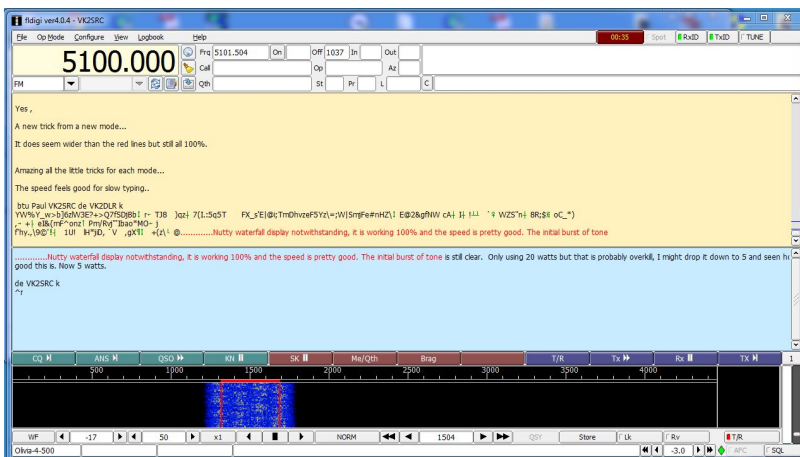 fldigi ver4.0.4 - VK2SRC
File Op Mode Configure View Logbook Help 00:35 Spot RxID TxID TUNE
5100.000 Frq 5101.504 On Off 1037 In Out
Call Op Az
FM Qth St Pr L C
Yes ,
A new trick from a new mode...
It does seem wider than the red lines but still all 100%.
Amazing all the little tricks for each mode...
The speed feels good for slow typing..
btu Paul VK2SRC de VK2DLR k
.............Nutty waterfall display notwithstanding, it is working 100% and the speed is pretty good. The initial burst of tone
.............Nutty waterfall display notwithstanding, it is working 100% and the speed is pretty good. The initial burst of tone is still clear. Only using 20 watts but that is probably overkill, I might drop it down to 5 and seen
good this is. Now 5 watts.
de VK2SRC k
^r
CQ ANS QSO KN SK Me/Qth Brag T/R Tx Rx TX 1
500 1000 1500 2000 2500 3000 3500 4000
WF -17 50 x1 NORM 1504 QSY Store Lk Rv T/R
Olivia-4-500 -3.0 AFC SQL